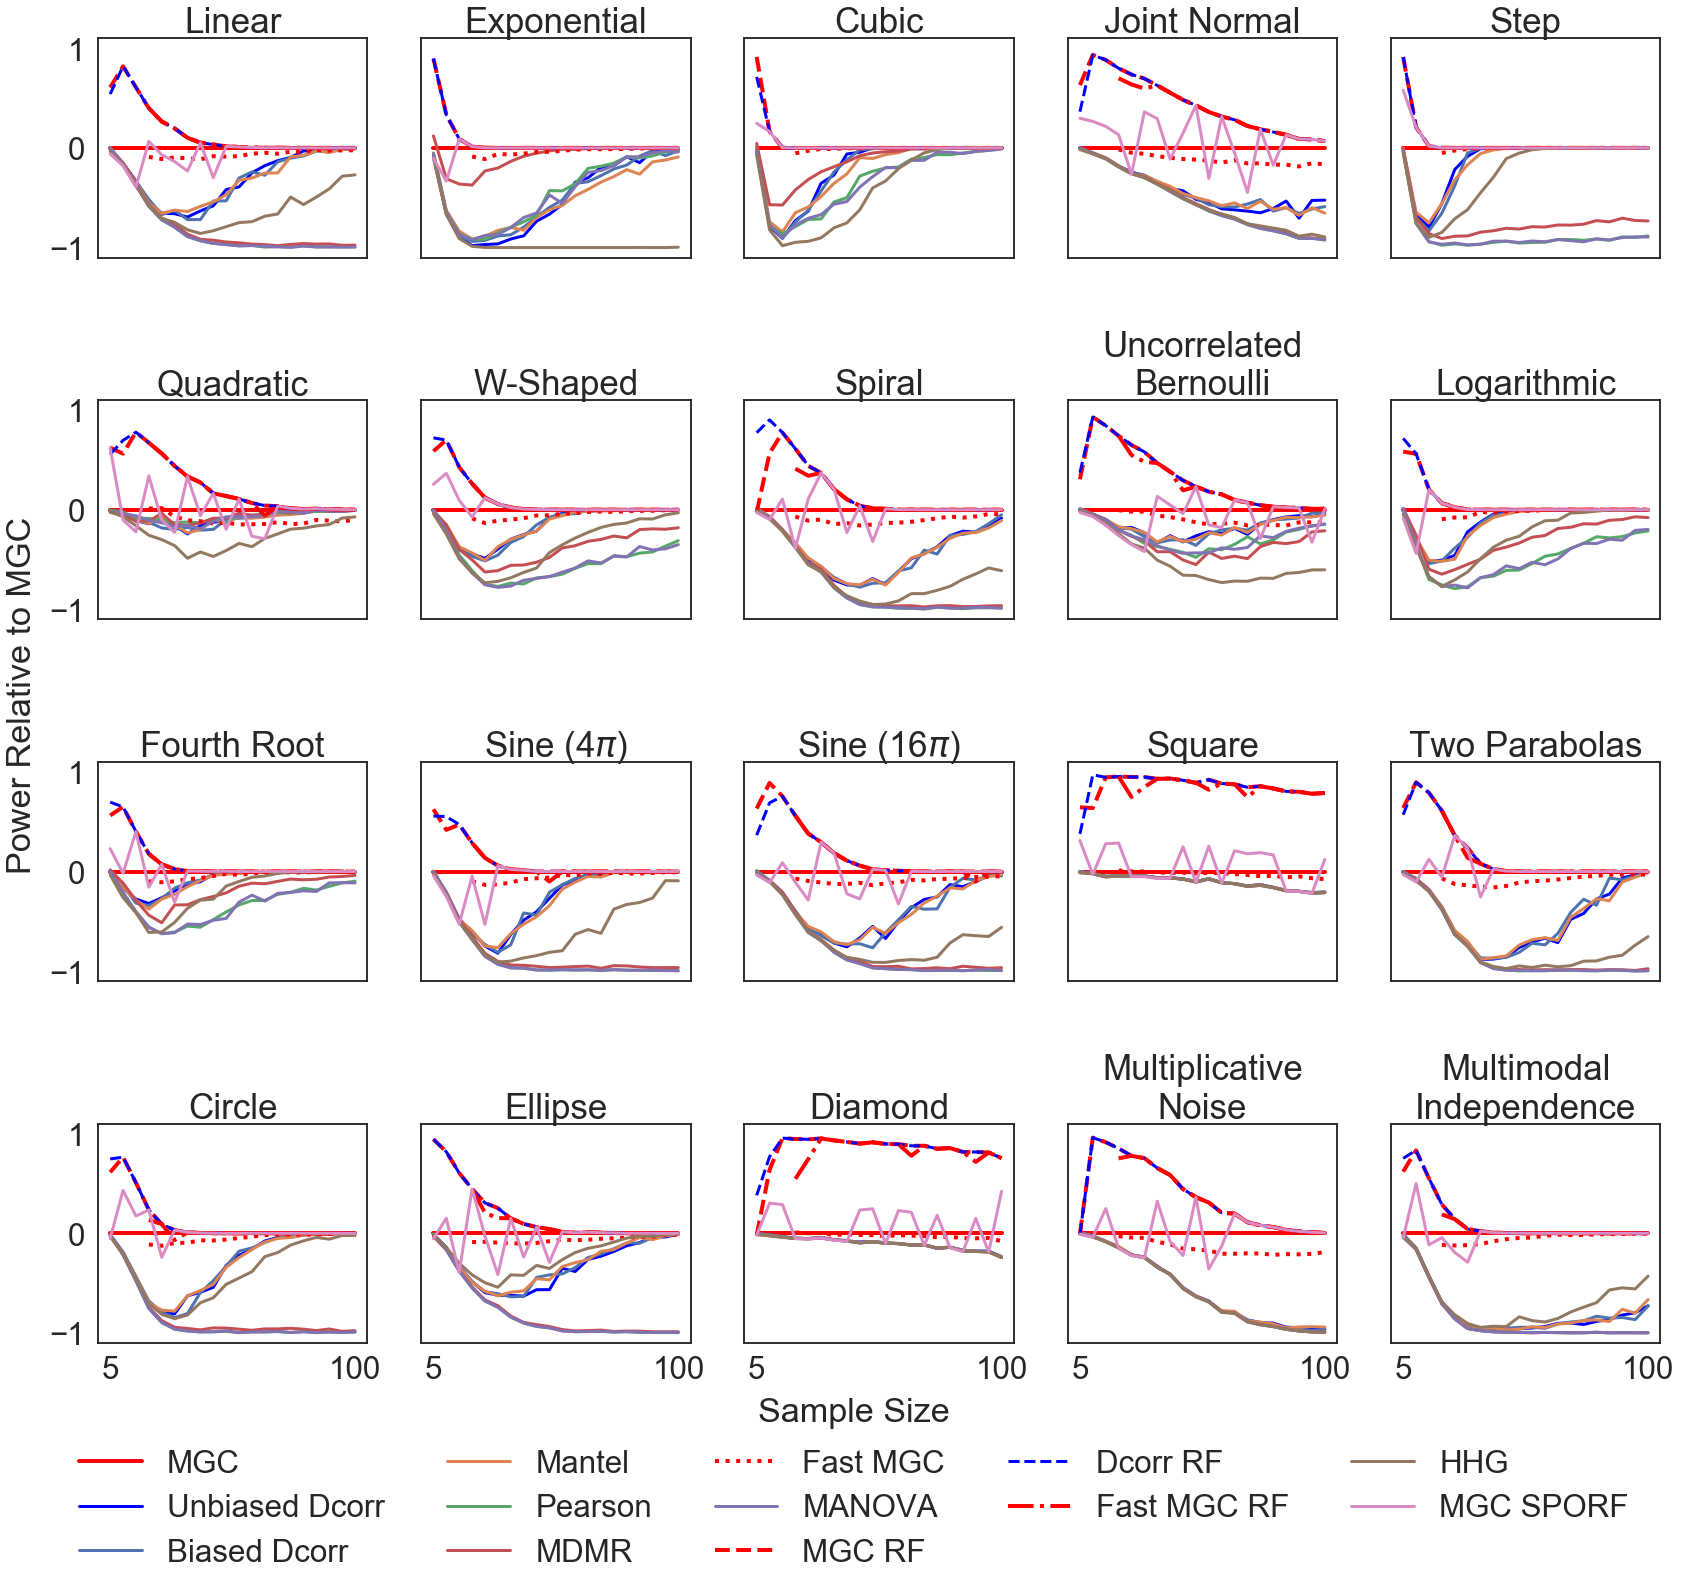 Linear
Exponential
Cubic
Joint Normal
Step
1
0
−1
Quadratic
W-Shaped
Spiral
Uncorrelated
Bernoulli
Logarithmic
1
0
−1
Power Relative to MGC
Fourth Root
Sine (4π)
Sine (16π)
Square
Two Parabolas
1
0
−1
Circle
Ellipse
Diamond
Multiplicative
Noise
Multimodal
Independence
1
0
−1
5 100
5 100
5 100
5 100
5 100
Sample Size
MGC
Unbiased Dcorr
Biased Dcorr
Mantel
Pearson
MDMR
Fast MGC
MANOVA
MGC RF
Dcorr RF
Fast MGC RF
HHG
MGC SPORF